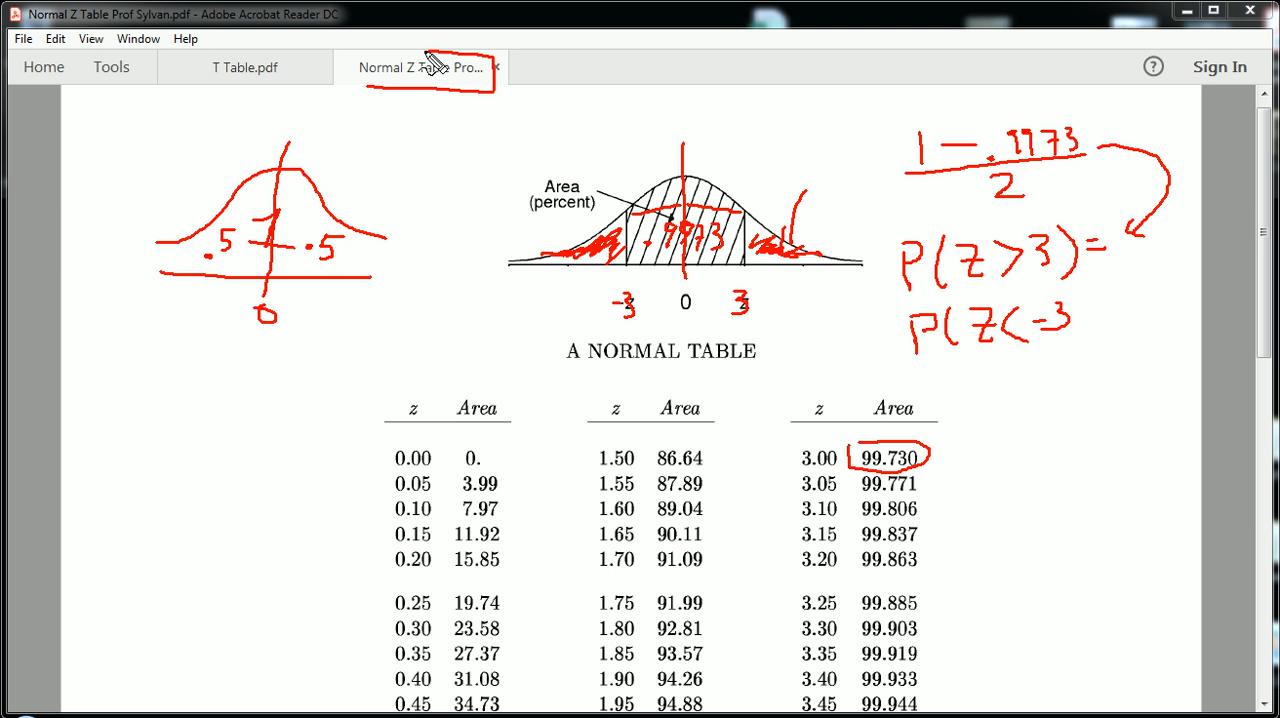 Normal Z Table Prof Sylvan.pdf - Adobe Acrobat Reader DC
File Edit View Window Help
Home Tools T Table.pdf Normal Z Table Pro... × ? Sign In
1 - .9973
2
Area
(percent)
.5 .5
.9973
P(Z>3)=
0
-3 0 3
P(Z<-3
A NORMAL TABLE
z Area z Area z Area
0.00 0. 1.50 86.64 3.00 99.730
0.05 3.99 1.55 87.89 3.05 99.771
0.10 7.97 1.60 89.04 3.10 99.806
0.15 11.92 1.65 90.11 3.15 99.837
0.20 15.85 1.70 91.09 3.20 99.863
0.25 19.74 1.75 91.99 3.25 99.885
0.30 23.58 1.80 92.81 3.30 99.903
0.35 27.37 1.85 93.57 3.35 99.919
0.40 31.08 1.90 94.26 3.40 99.933
0.45 34.73 1.95 94.88 3.45 99.944